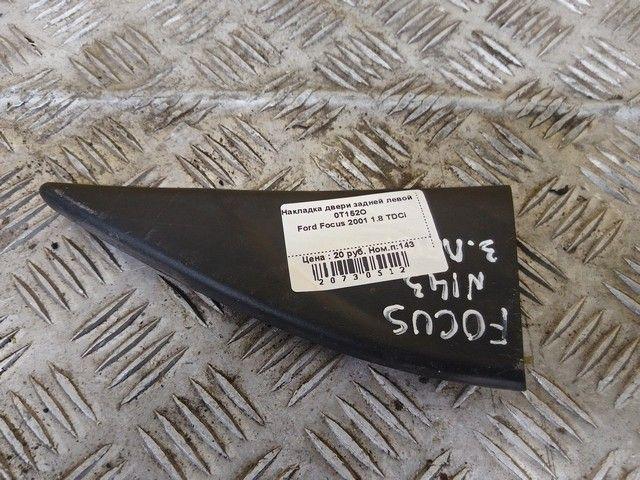 Накладка двери задней левой
0T152O
Ford Focus 2001 1.8 TDCi
Цена : 20 руб. Ном.п:143
20730512
FOCUS
N143
З.Л